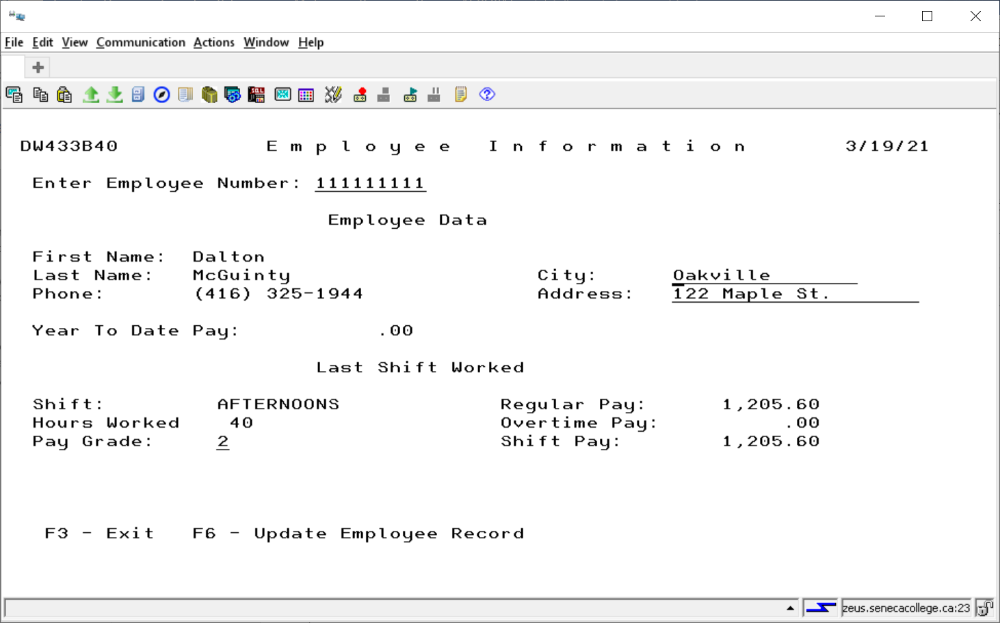 File Edit View Communication Actions Window Help
DW433B40 E m p l o y e e I n f o r m a t i o n 3/19/21
Enter Employee Number: 111111111
Employee Data
First Name: Dalton
Last Name: McGuinty City: Oakville
Phone: (416) 325-1944 Address: 122 Maple St.
Year To Date Pay: .00
Last Shift Worked
Shift: AFTERNOONS Regular Pay: 1,205.60
Hours Worked 40 Overtime Pay: .00
Pay Grade: 2 Shift Pay: 1,205.60
F3 - Exit F6 - Update Employee Record
zeus.senecacollege.ca:23